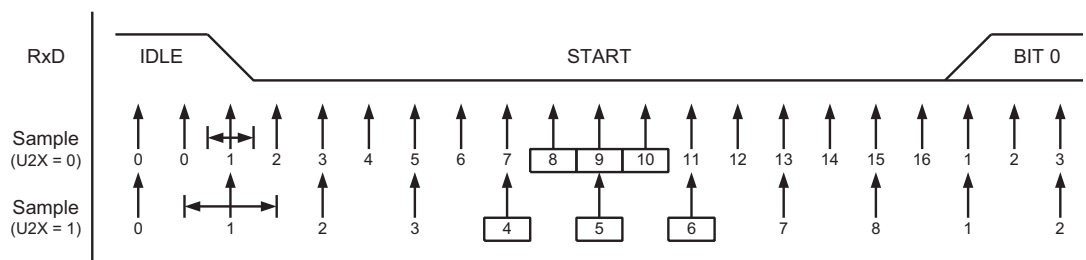 RxD IDLE START BIT 0
Sample
(U2X = 0)
0 0 1 2 3 4 5 6 7 8 9 10 11 12 13 14 15 16 1 2 3
Sample
(U2X = 1)
0 1 2 3 4 5 6 7 8 1 2